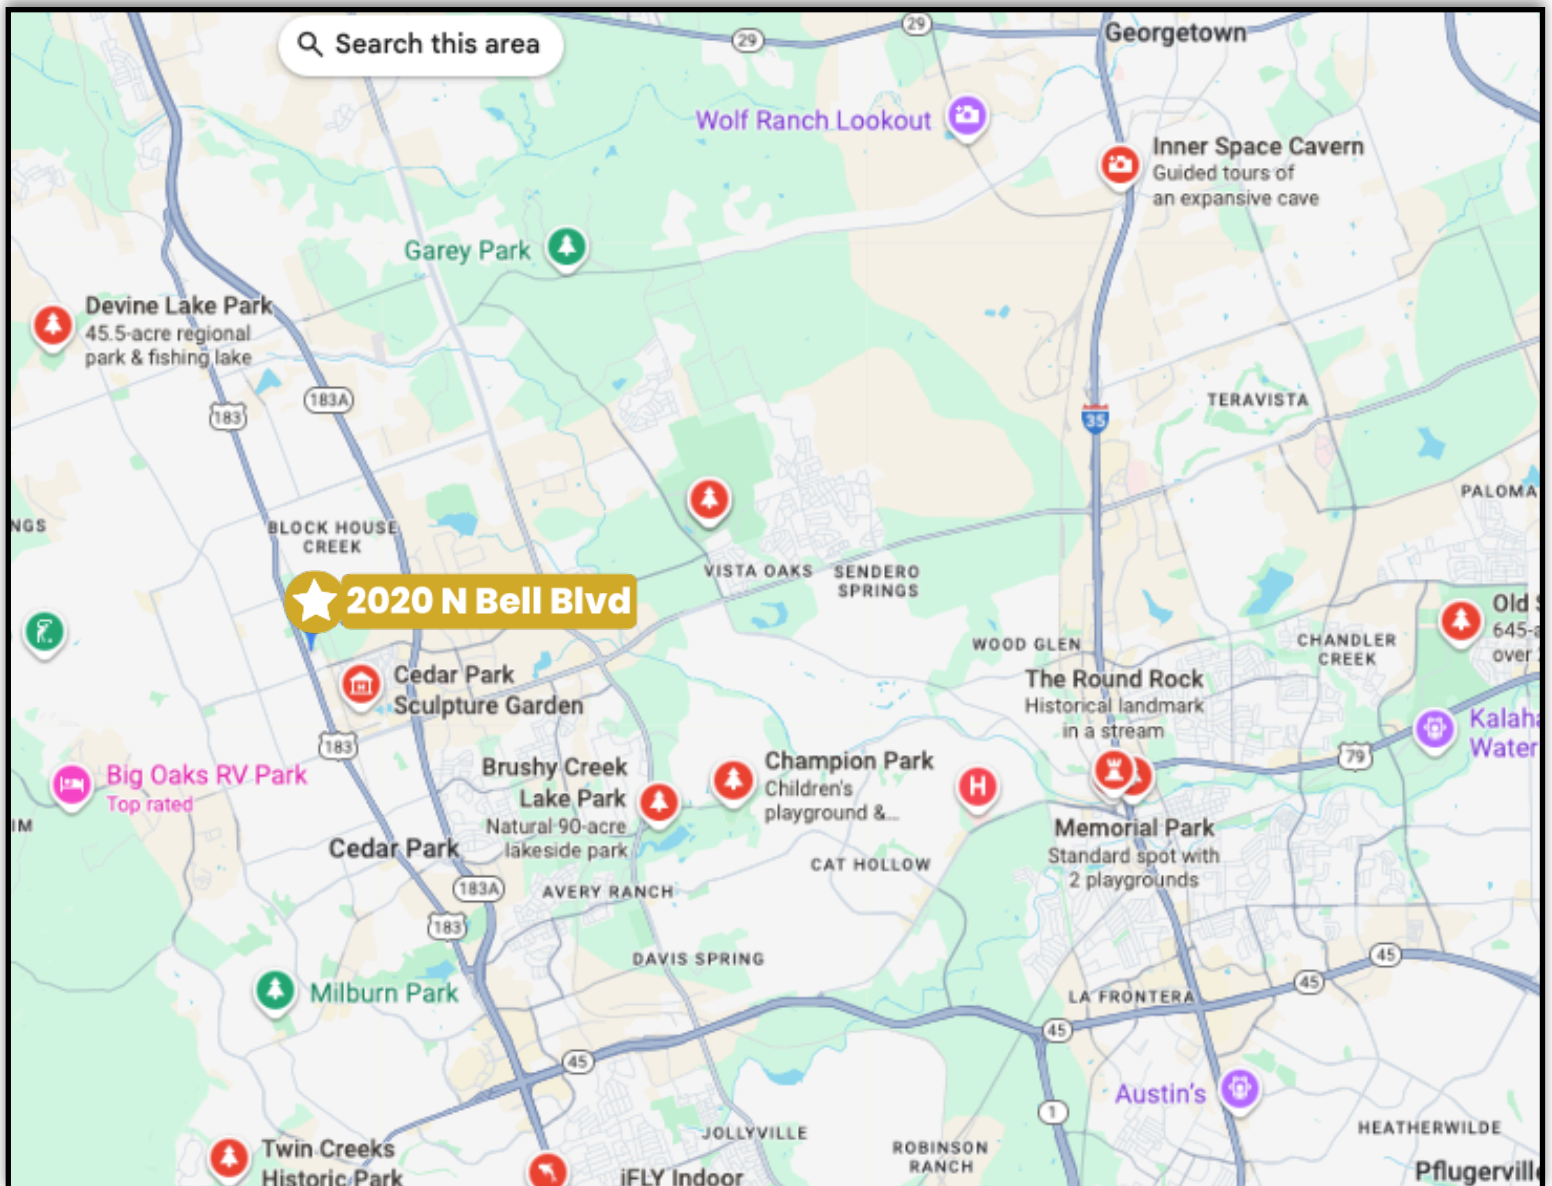 Search this area
29
29
Georgetown
Wolf Ranch Lookout
Inner Space Cavern
Guided tours of
an expansive cave
Garey Park
Devine Lake Park
45.5-acre regional
park & fishing lake
183A
183
TERAVISTA
35
PALOMA
NGS
BLOCK HOUSE
CREEK
VISTA OAKS
SENDERO
SPRINGS
2020 N Bell Blvd
Old
645-a
over
CHANDLER
CREEK
WOOD GLEN
Cedar Park
Sculpture Garden
The Round Rock
Historical landmark
in a stream
Kalaha
Water
183
79
Big Oaks RV Park
Top rated
Brushy Creek
Lake Park
Natural 90-acre
lakeside park
Champion Park
Children's
playground &...
H
IM
Memorial Park
Standard spot with
2 playgrounds
Cedar Park
CAT HOLLOW
183A
AVERY RANCH
183
DAVIS SPRING
45
45
LA FRONTERA
Milburn Park
45
45
Austin's
1
JOLLYVILLE
HEATHERWILDE
ROBINSON
RANCH
Twin Creeks
Historic Park
iFLY Indoor
Pflugerville